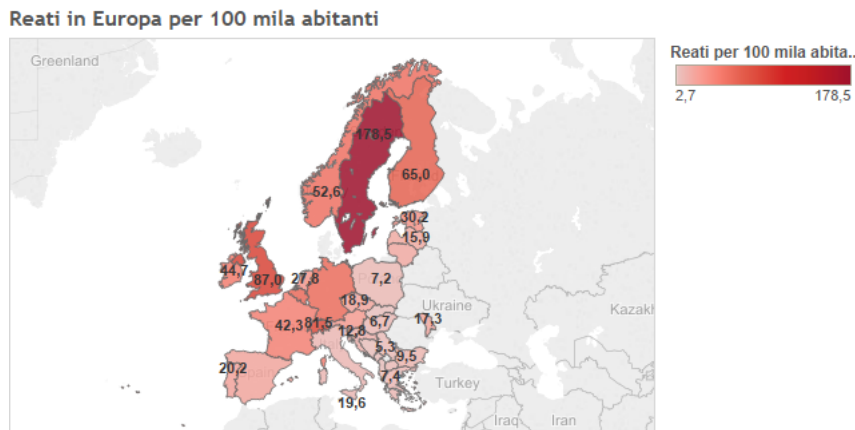 Reati in Europa per 100 mila abitanti
Reati per 100 mila abita..
2,7 178,5
Greenland
178,5
65,0
52,6
30,2
15,9
44,7
87,0
27,8
7,2
18,9
Ukraine
Kazakh
42,3
81,5
12,8
6,7
17,3
5,3
9,5
20,2
7,4
Turkey
19,6
Iraq
Iran